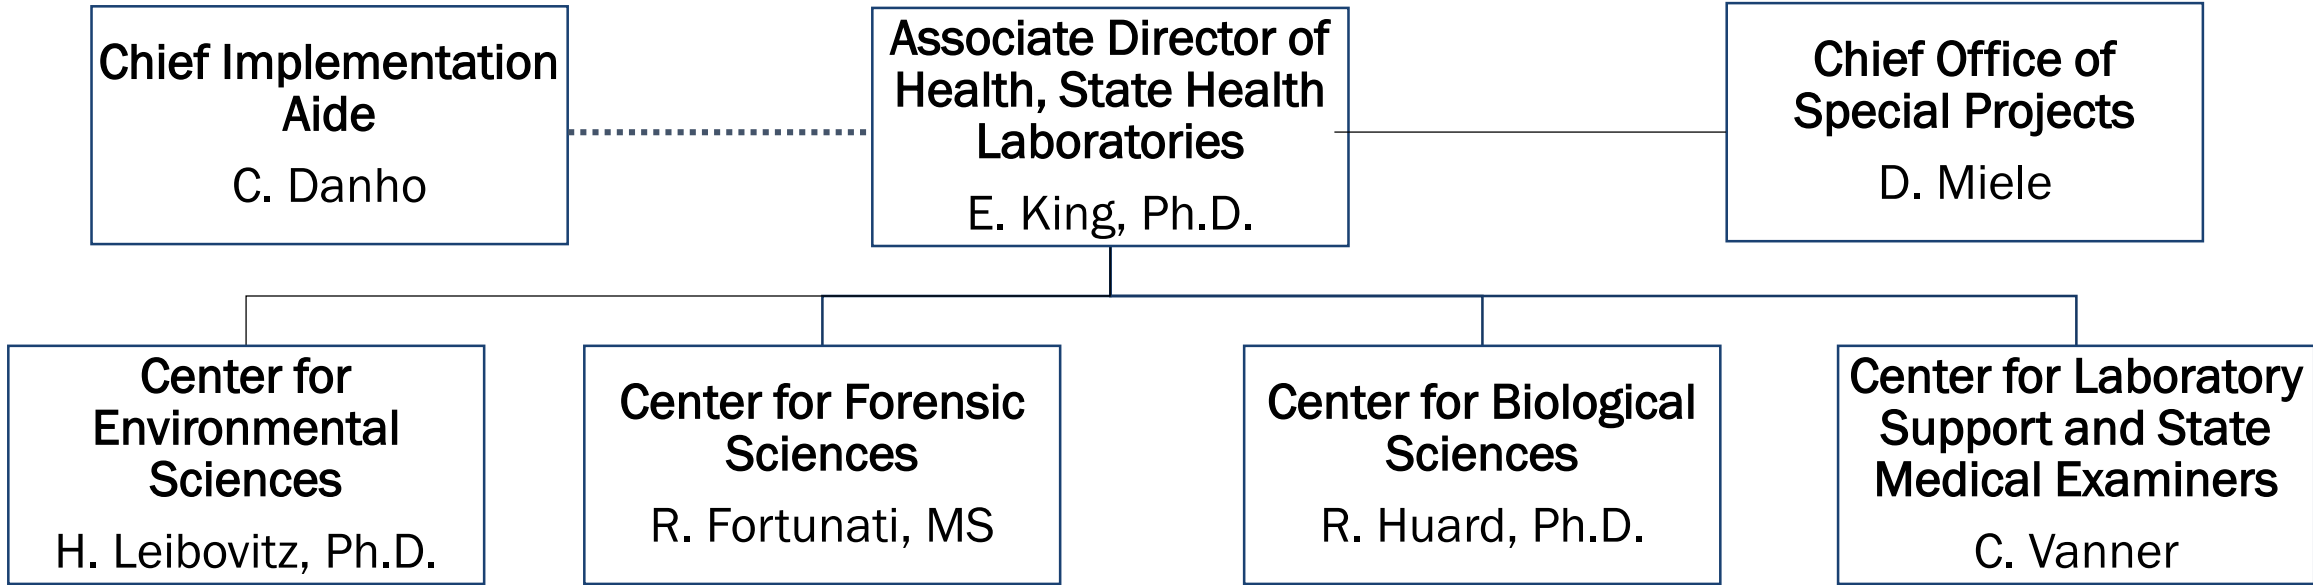 Chief Implementation
Aide
C. Danho
Associate Director of
Health, State Health
Laboratories
E. King, Ph.D.
Chief Office of
Special Projects
D. Miele
Center for
Environmental
Sciences
H. Leibovitz, Ph.D.
Center for Forensic
Sciences
R. Fortunati, MS
Center for Biological
Sciences
R. Huard, Ph.D.
Center for Laboratory
Support and State
Medical Examiners
C. Vanner